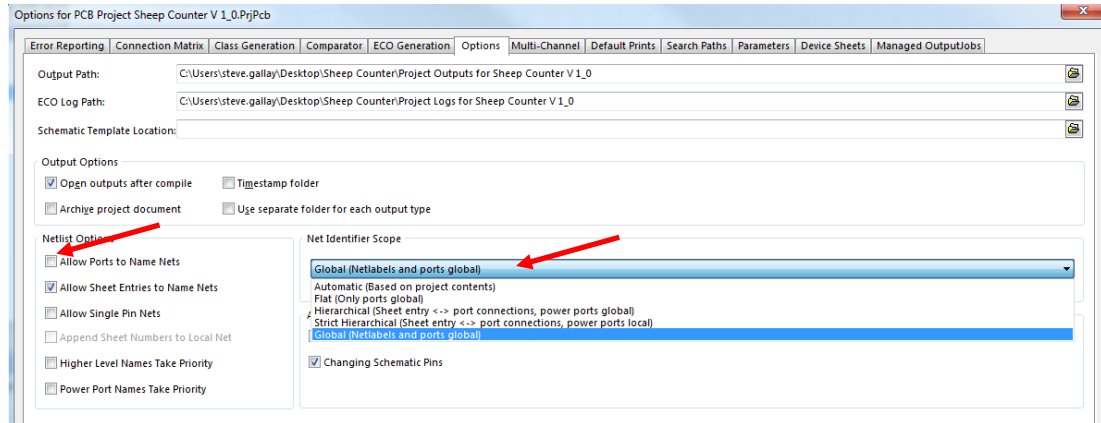 Options for PCB Project Sheep Counter V 1_0.PrjPcb
Error Reporting Connection Matrix Class Generation Comparator ECO Generation Options Multi-Channel Default Prints Search Paths Parameters Device Sheets Managed OutputJobs
Output Path: C:\Users\steve.gallay\Desktop\Sheep Counter\Project Outputs for Sheep Counter V 1_0
ECO Log Path: C:\Users\steve.gallay\Desktop\Sheep Counter\Project Logs for Sheep Counter V 1_0
Schematic Template Location:
Output Options
Open outputs after compile Timestamp folder
Archive project document Use separate folder for each output type
Netlist Options Net Identifier Scope
Allow Ports to Name Nets
Global (Netlabels and ports global)
Allow Sheet Entries to Name Nets
Automatic (Based on project contents)
Flat (Only ports global)
Hierarchical (Sheet entry <-> port connections, power ports global)
Allow Single Pin Nets
Strict Hierarchical (Sheet entry <-> port connections, power ports local)
Global (Netlabels and ports global)
Append Sheet Numbers to Local Net
Higher Level Names Take Priority Changing Schematic Pins
Power Port Names Take Priority